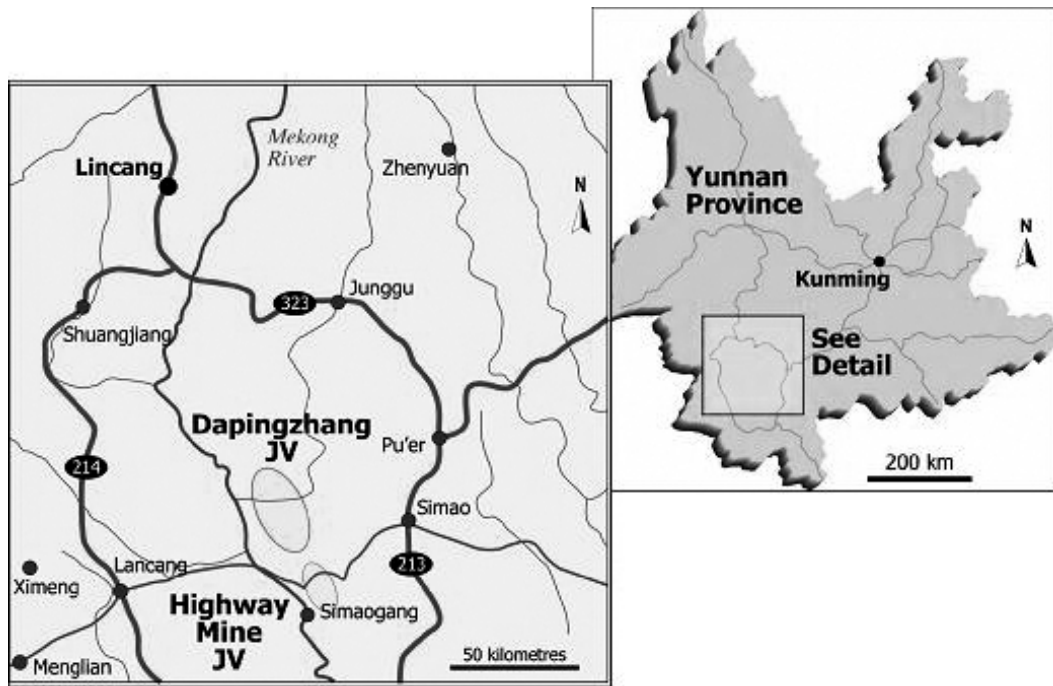 Mekong
River
Zhenyuan
Lincang
N
Junggu
323
Shuangjiang
Dapingzhang
JV
Pu'er
214
Simao
213
Lancang
Ximeng
Highway
Mine
JV
Simaogang
Menglian
50 kilometres
Yunnan
Province
N
Kunming
See
Detail
200 km